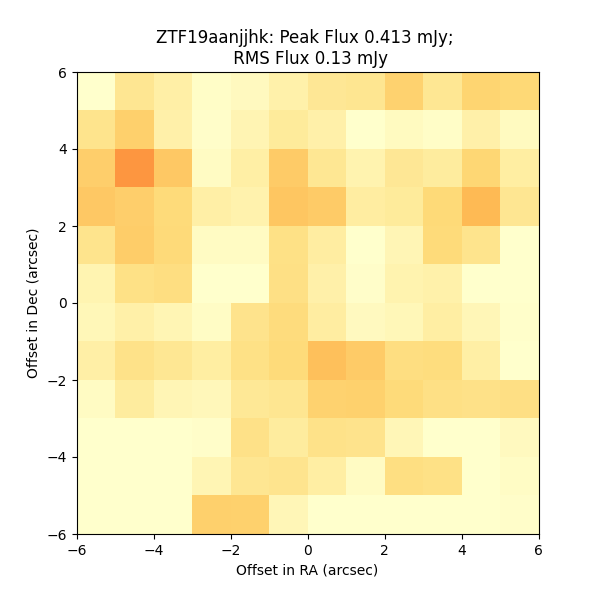 ZTF19aanjjhk: Peak Flux 0.413 mJy;
RMS Flux 0.13 mJy
6
4
2
0
−2
−4
−6
Offset in Dec (arcsec)
−6 −4 −2 0 2 4 6
Offset in RA (arcsec)